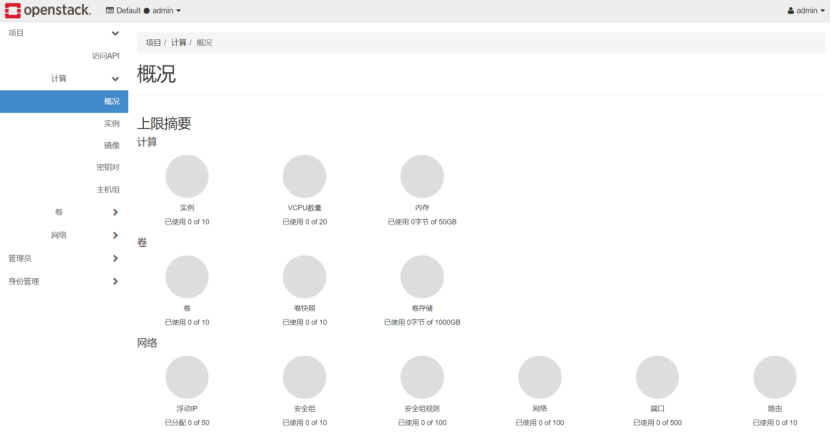 openstack. Default ● admin admin
项目
访问API
计算
概况
实例
镜像
密钥对
主机组
卷
网络
管理员
身份管理
项目 / 计算 / 概况
概况
上限摘要
计算
实例 VCPU数量 内存
已使用 0 of 10 已使用 0 of 20 已使用 0字节 of 50GB
卷
卷 卷快照 卷存储
已使用 0 of 10 已使用 0 of 10 已使用 0字节 of 1000GB
网络
浮动IP 安全组 安全组规则 网络 端口 路由
已分配 0 of 50 已使用 0 of 10 已使用 0 of 100 已使用 0 of 100 已使用 0 of 500 已使用 0 of 10